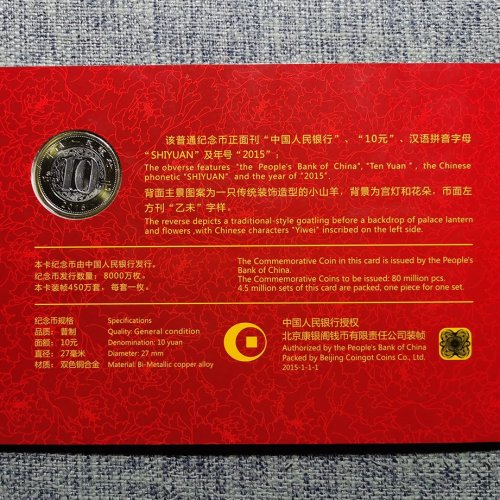 10
2015
该普通纪念币正面刊“中国人民银行”、“10元、汉语拼音字母
“SHIYUAN”及年号“2015”；
The obverse features "the People's Bank of China", "Ten Yuan", the Chinese
phonetic "SHIYUAN" and the year of "2015".
背面主景图案为一只传统装饰造型的小山羊，背景为宫灯和花朵，币面左
方刊“乙未”字样。
The reverse depicts a traditional-style goatling before a backdrop of palace lantern
and flowers ,with Chinese characters "Yiwei" inscribed on the left side.
本卡纪念币由中国人民银行发行。
纪念币发行数量：8000万枚。
本卡装帧450万套，每套一枚。
The Commemorative Coin in this card is issued by the People's
Bank of China.
The Commemorative Coins to be issued: 80 million pcs.
4.5 million sets of this card are packed, one piece for one set.
纪念币规格 Specifications
品质：普制 Quality: General condition
面额：10元 Denomination: 10 yuan
直径：27毫米 Diameter: 27 mm
材质：双色铜合金 Material: Bi-Metallic copper alloy
中国人民银行授权
北京康银阁钱币有限责任公司装帧
Authorized by the People's Bank of China
Packed by Beijing Coingot Coins Co., Ltd.
2015-1-1-1